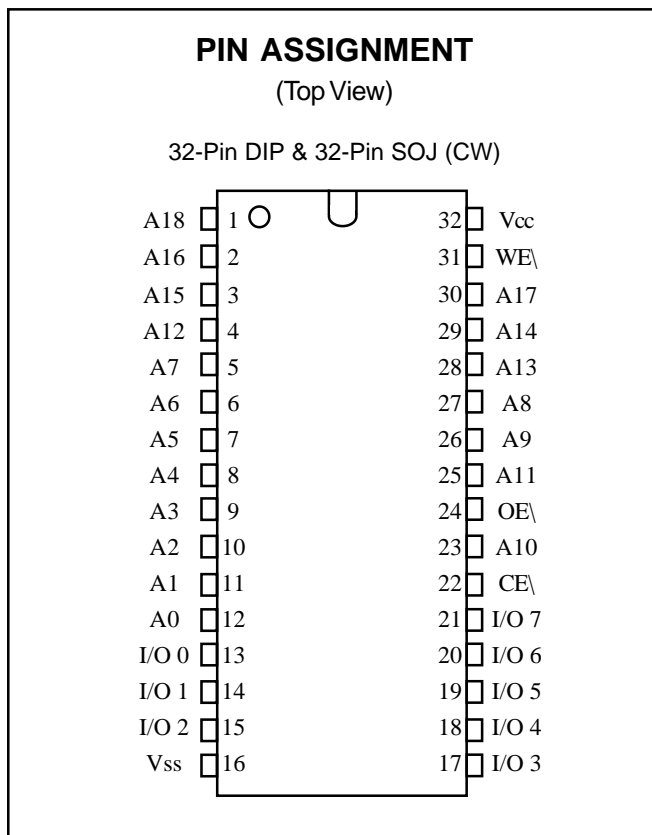 PIN ASSIGNMENT
(Top View)
32-Pin DIP & 32-Pin SOJ (CW)
A18 1 32 Vcc
A16 2 31 WE\
A15 3 30 A17
A12 4 29 A14
A7 5 28 A13
A6 6 27 A8
A5 7 26 A9
A4 8 25 A11
A3 9 24 OE\
A2 10 23 A10
A1 11 22 CE\
A0 12 21 I/O 7
I/O 0 13 20 I/O 6
I/O 1 14 19 I/O 5
I/O 2 15 18 I/O 4
Vss 16 17 I/O 3